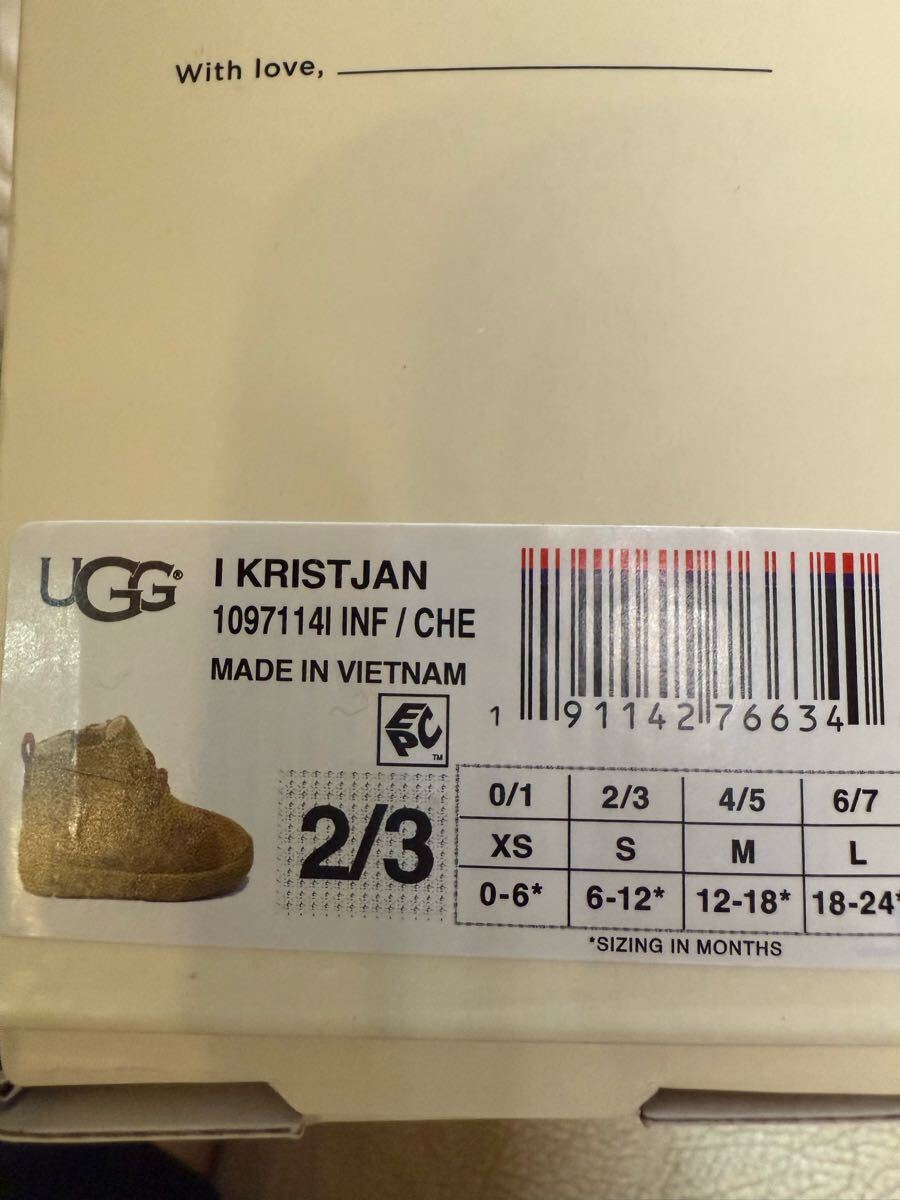 With love,
UGG®
I KRISTJAN
1097114I INF / CHE
MADE IN VIETNAM
1 91142 76634
EPC TM
2/3
0/1 2/3 4/5 6/7
XS S M L
0-6* 6-12* 12-18* 18-24*
*SIZING IN MONTHS